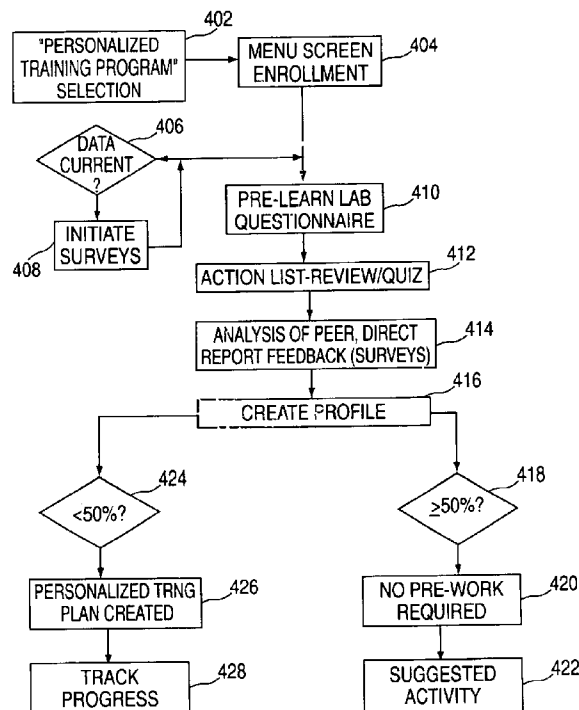 402
"PERSONALIZED
TRAINING PROGRAM"
SELECTION
MENU SCREEN
ENROLLMENT
404
406
DATA
CURRENT
?
INITIATE
SURVEYS
408
PRE-LEARN LAB
QUESTIONNAIRE
410
ACTION LIST-REVIEW/QUIZ
412
ANALYSIS OF PEER, DIRECT
REPORT FEEDBACK (SURVEYS)
414
416
CREATE PROFILE
424
<50%?
418
≥50%?
PERSONALIZED TRNG
PLAN CREATED
426
NO PRE-WORK
REQUIRED
420
TRACK
PROGRESS
428
SUGGESTED
ACTIVITY
422